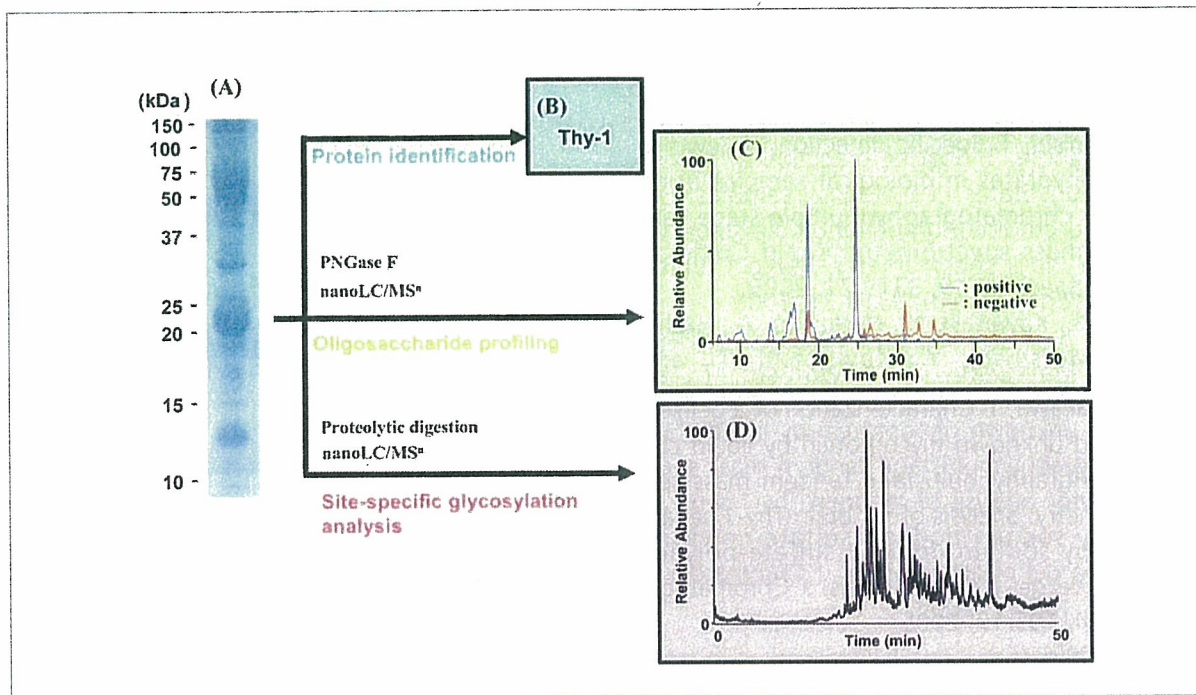 (A)
(kDa)
150 -
100 -
75 -
50 -
37 -
25 -
20 -
15 -
10 -
(B)
Thy-1
Protein identification
PNGase F
nanoLC/MSⁿ
Oligosaccharide profiling
Proteolytic digestion
nanoLC/MSⁿ
Site-specific glycosylation
analysis
(C)
100
Relative Abundance
0
: positive
: negative
10 20 30 40 50
Time (min)
(D)
100
Relative Abundance
0
0 50
Time (min)